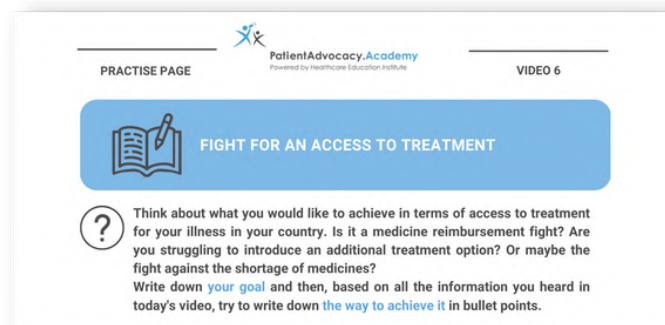 PatientAdvocacy.Academy
Powered by Healthcare Education Institute
PRACTISE PAGE
VIDEO 6
FIGHT FOR AN ACCESS TO TREATMENT
?
Think about what you would like to achieve in terms of access to treatment
for your illness in your country. Is it a medicine reimbursement fight? Are
you struggling to introduce an additional treatment option? Or maybe the
fight against the shortage of medicines?
Write down your goal and then, based on all the information you heard in
today's video, try to write down the way to achieve it in bullet points.